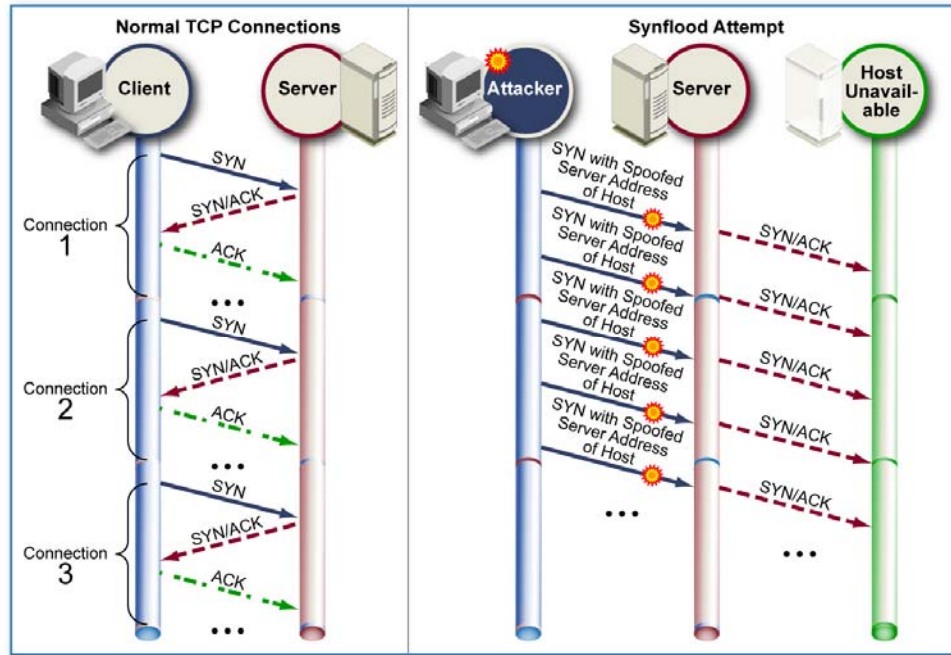 Normal TCP Connections
Client
Server
SYN
SYN/ACK
ACK
Connection
1
...
SYN
SYN/ACK
ACK
Connection
2
...
SYN
SYN/ACK
ACK
Connection
3
...
Synflood Attempt
Attacker
Server
Host
Unavail-
able
SYN with Spoofed
Server Address
of Host
SYN/ACK
SYN with Spoofed
Server Address
of Host
SYN/ACK
SYN with Spoofed
Server Address
of Host
SYN/ACK
SYN with Spoofed
Server Address
of Host
SYN/ACK
SYN with Spoofed
Server Address
of Host
SYN/ACK
...
...